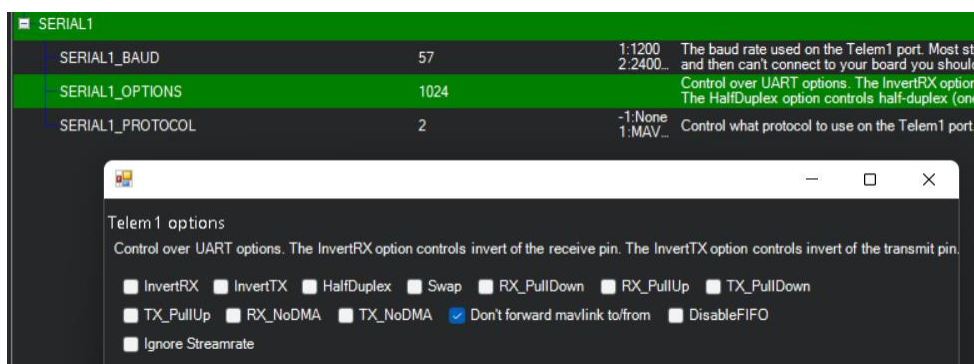 SERIAL1
SERIAL1_BAUD 57 1:1200 The baud rate used on the Telem1 port. Most
2:2400... and then can't connect to your board you
SERIAL1_OPTIONS 1024 Control over UART options. The InvertRX
The HalfDuplex option controls half-duplex
SERIAL1_PROTOCOL 2 -1:None Control what protocol to use on the Telem1 port
1:MAV...
Telem1 options
Control over UART options. The InvertRX option controls invert of the receive pin. The InvertTX option controls invert of the transmit pin.
InvertRX InvertTX HalfDuplex Swap RX_PullDown RX_PullUp TX_PullDown
TX_PullUp RX_NoDMA TX_NoDMA Don't forward mavlink to/from DisableFIFO
Ignore Streamrate